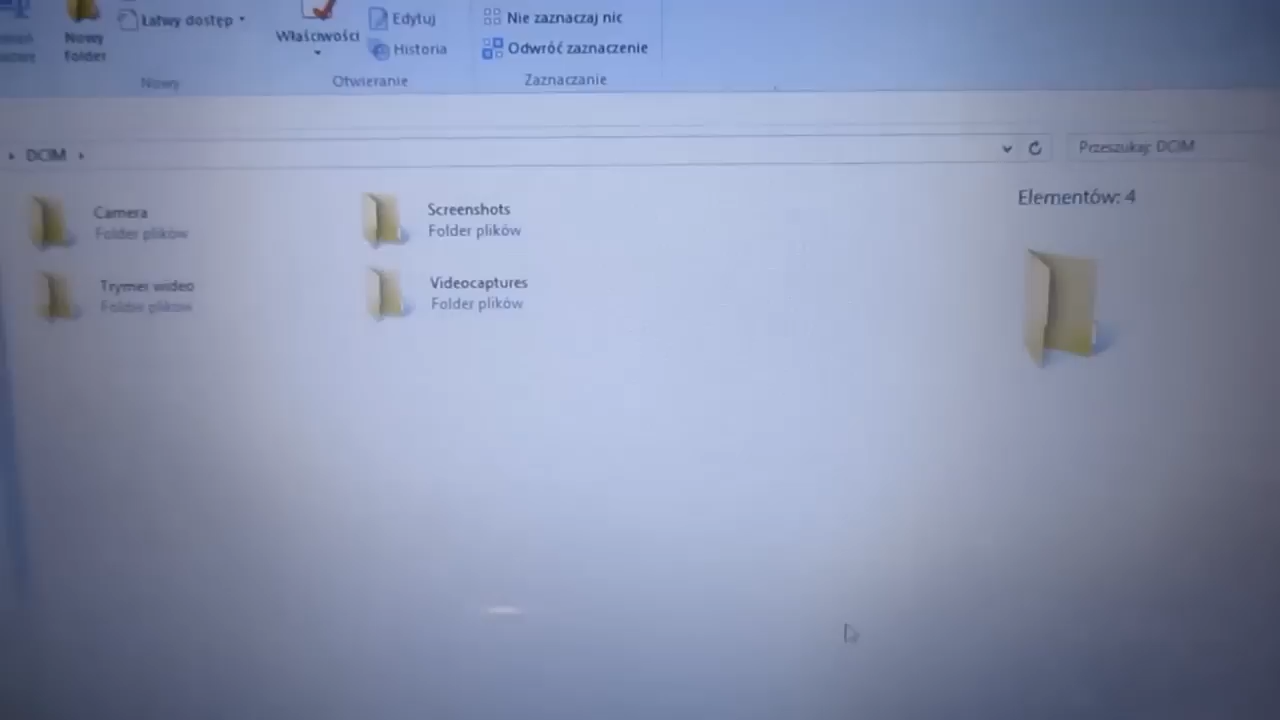 Łatwy dostęp
Nowy
folder
Nowy
Właściwości
Edytuj
Historia
Otwieranie
Nie zaznaczaj nic
Odwróć zaznaczenie
Zaznaczanie
DCIM
Przeszukaj: DCIM
Camera
Folder plików
Screenshots
Folder plików
Trymer wideo
Folder plików
Videocaptures
Folder plików
Elementów: 4